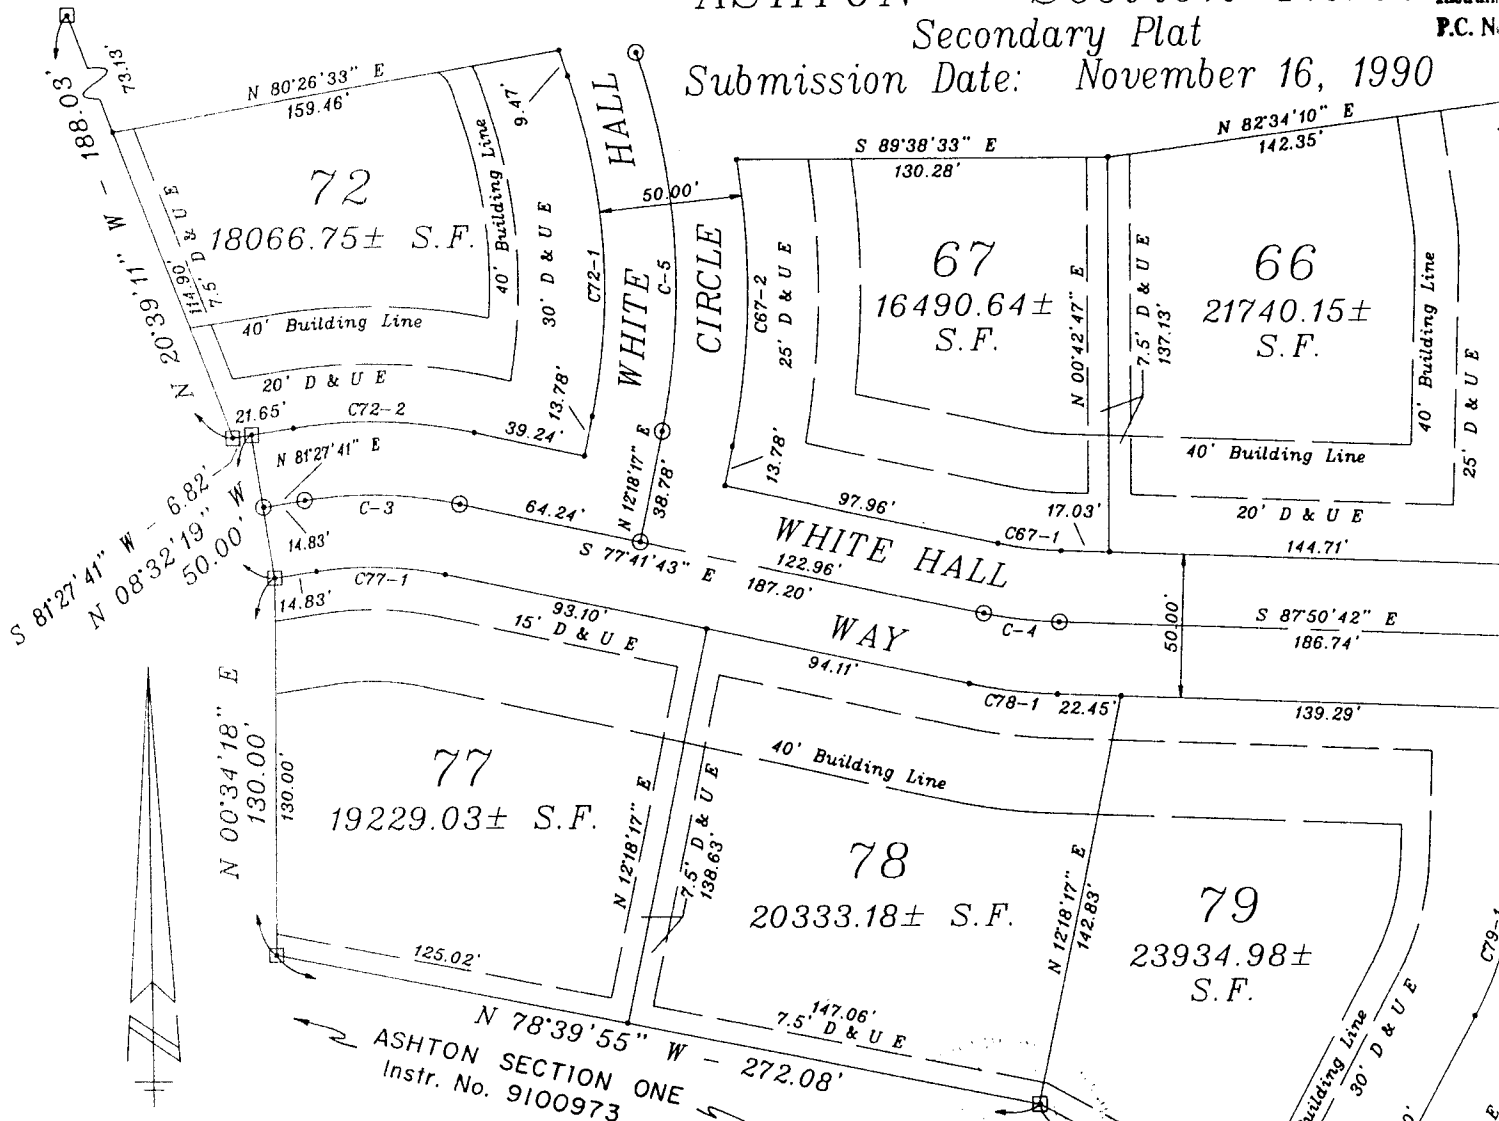 Secondary Plat
P.C. N
Submission Date: November 16, 1990
73.13'
N 20°39'11" W - 188.03'
N 80°26'33" E
159.46'
9.47'
72
18066.75± S.F.
7.5' D & U E
114.90'
40' Building Line
40' Building Line
30' D & U E
20' D & U E
C72-1
13.78'
21.65'
C72-2
39.24'
WHITE HALL
CIRCLE
50.00'
C-5
N 12°18'17" E
38.78'
S 89°38'33" E
130.28'
C67-2
25' D & U E
67
16490.64±
S.F.
N 00°42'47" E
7.5' D & U E
137.13'
N 82°34'10" E
142.35'
66
21740.15±
S.F.
40' Building Line
25' D & U E
40' Building Line
20' D & U E
13.78'
97.96'
C67-1
17.03'
144.71'
N 81°27'41" E
C-3
14.83'
64.24'
S 77°41'43" E
122.96'
187.20'
WHITE HALL
WAY
C-4
50.00'
S 87°50'42" E
186.74'
S 81°27'41" W - 6.82'
N 08°32'19" W
50.00'
14.83'
C77-1
93.10'
15' D & U E
94.11'
C78-1
22.45'
139.29'
N 00°34'18" E
130.00'
130.00'
77
19229.03± S.F.
N 12°18'17" E
7.5' D & U E
138.63'
40' Building Line
78
20333.18± S.F.
N 12°18'17" E
142.83'
79
23934.98±
S.F.
C79-1
125.02'
147.06'
7.5' D & U E
30' D & U E
N 78°39'55" W - 272.08'
ASHTON SECTION ONE
Instr. No. 9100973
N